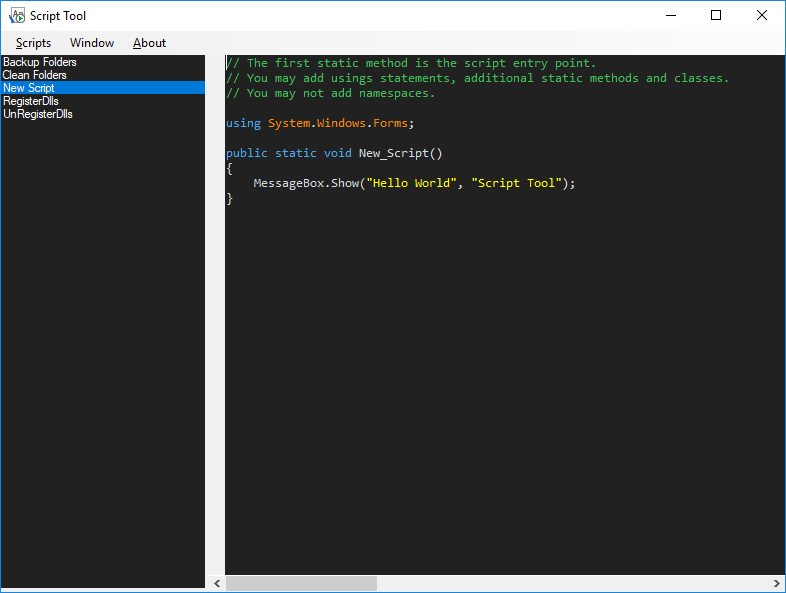 Script Tool
Scripts Window About
Backup Folders
Clean Folders
New Script
RegisterDlls
UnRegisterDlls
// The first static method is the script entry point.
// You may add usings statements, additional static methods and classes.
// You may not add namespaces.
using System.Windows.Forms;
public static void New_Script()
{
    MessageBox.Show("Hello World", "Script Tool");
}